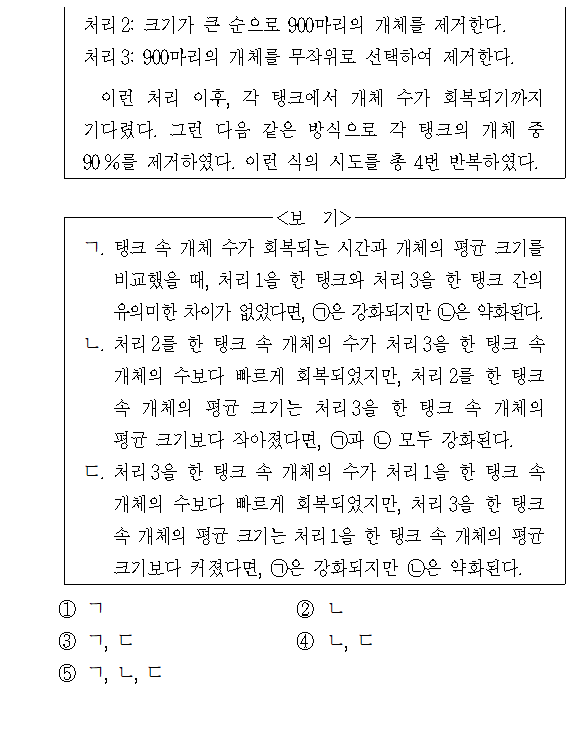 처리 2: 크기가 큰 순으로 900마리의 개체를 제거한다.
처리 3: 900마리의 개체를 무작위로 선택하여 제거한다.
이런 처리 이후, 각 탱크에서 개체 수가 회복되기까지
기다렸다. 그런 다음 같은 방식으로 각 탱크의 개체 중
90 %를 제거하였다. 이런 식의 시도를 총 4번 반복하였다.
<보 기>
ㄱ. 탱크 속 개체 수가 회복되는 시간과 개체의 평균 크기를
비교했을 때, 처리 1을 한 탱크와 처리 3을 한 탱크 간의
유의미한 차이가 없었다면, ㉠은 강화되지만 ㉡은 약화된다.
ㄴ. 처리 2를 한 탱크 속 개체의 수가 처리 3을 한 탱크 속
개체의 수보다 빠르게 회복되었지만, 처리 2를 한 탱크
속 개체의 평균 크기는 처리 3을 한 탱크 속 개체의
평균 크기보다 작아졌다면, ㉠과 ㉡ 모두 강화된다.
ㄷ. 처리 3을 한 탱크 속 개체의 수가 처리 1을 한 탱크 속
개체의 수보다 빠르게 회복되었지만, 처리 3을 한 탱크
속 개체의 평균 크기는 처리 1을 한 탱크 속 개체의 평균
크기보다 커졌다면, ㉠은 강화되지만 ㉡은 약화된다.
① ㄱ ② ㄴ
③ ㄱ, ㄷ ④ ㄴ, ㄷ
⑤ ㄱ, ㄴ, ㄷ